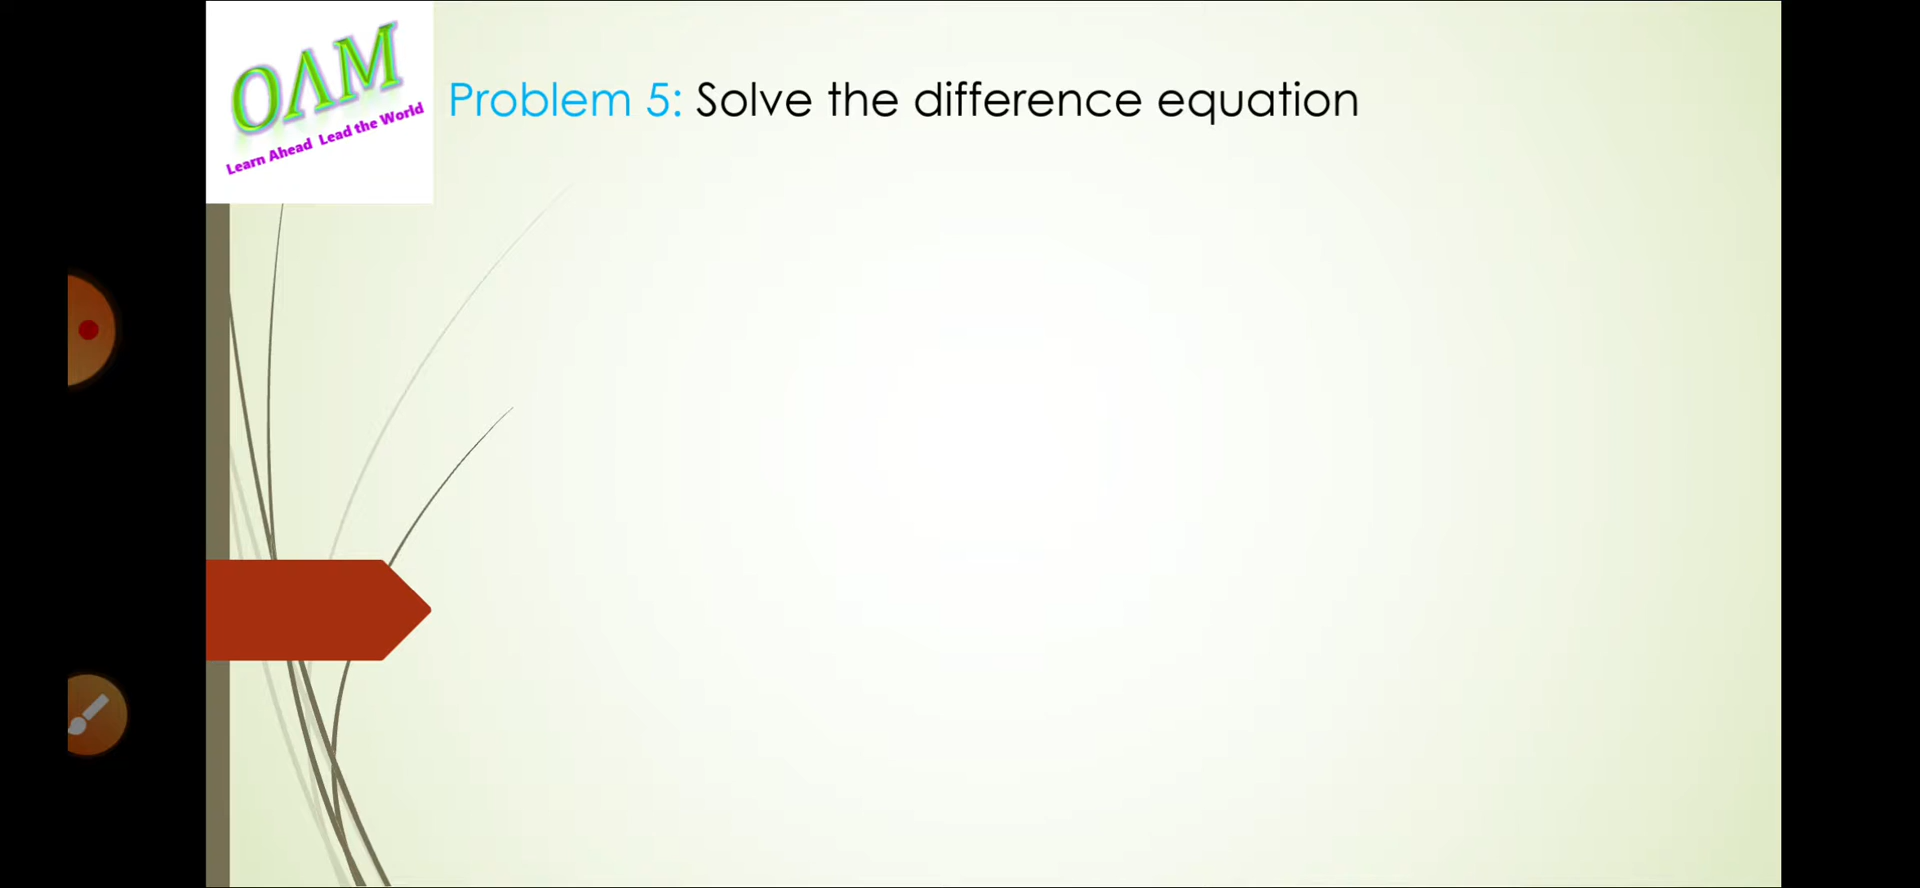 OΛM
Learn Ahead Lead the World
Problem 5: Solve the difference equation